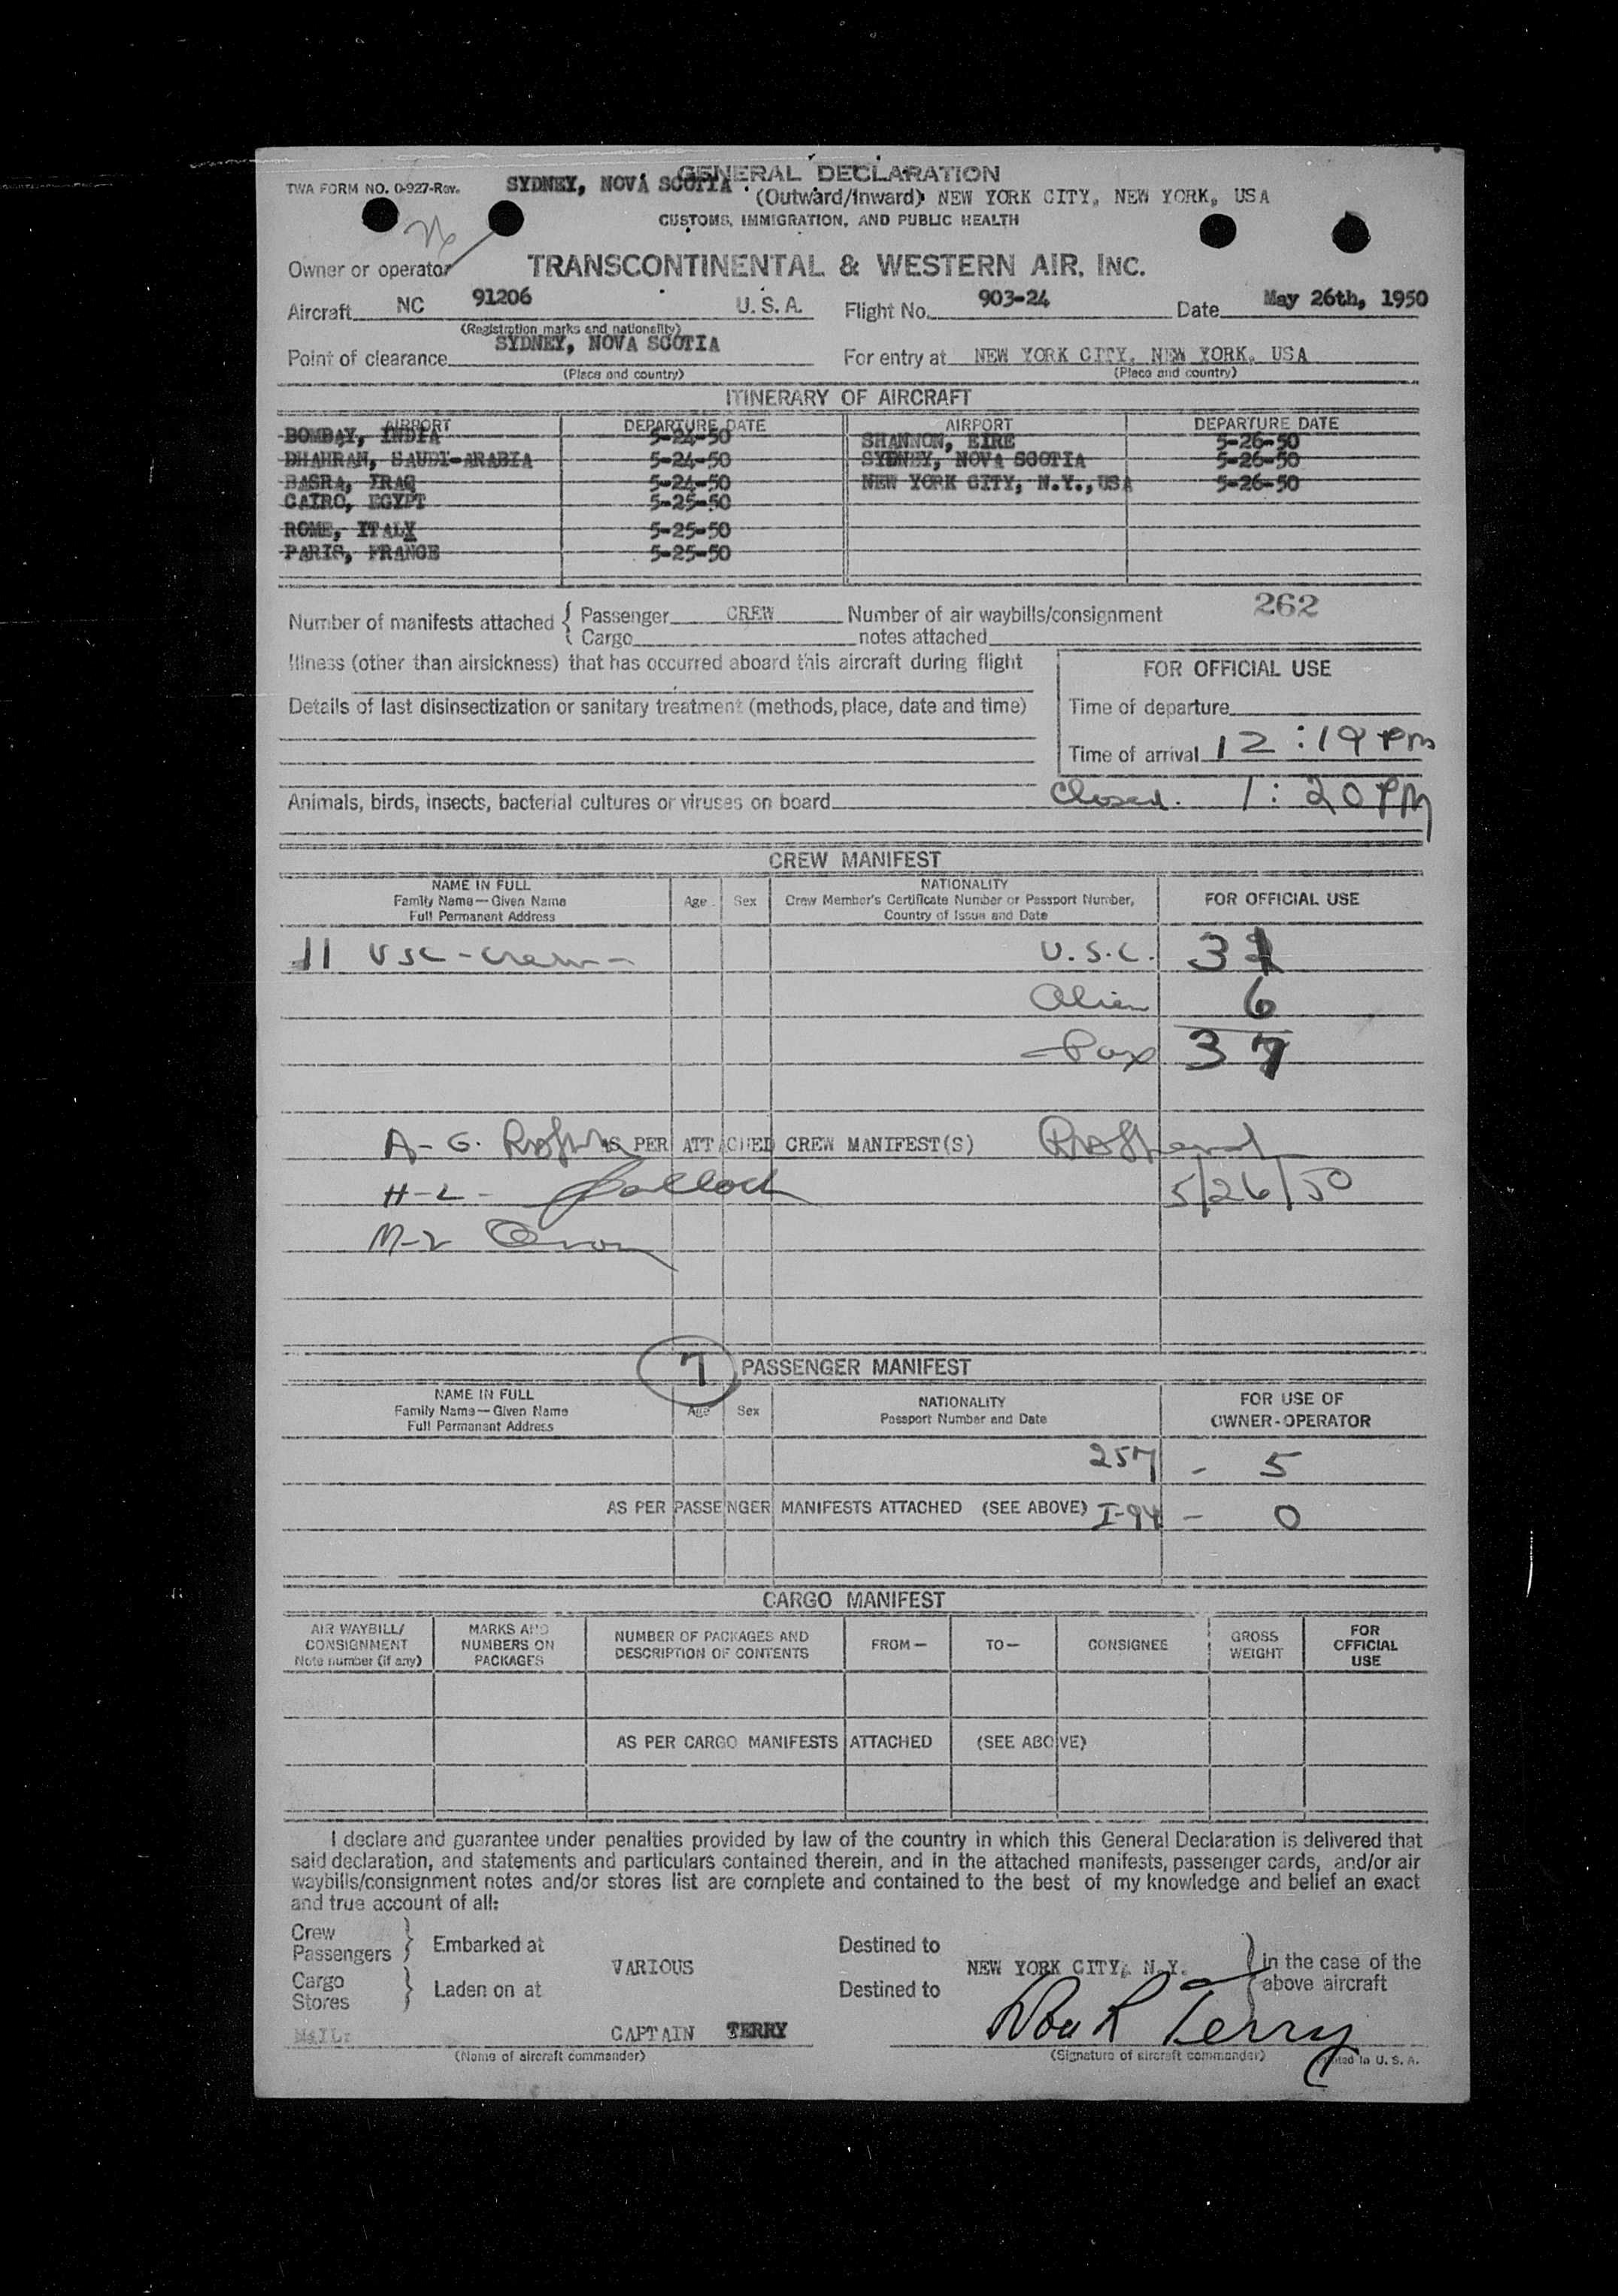 GENERAL DECLARATION
TWA FORM NO. 0-927-Rev. SYDNEY, NOVA SCOTIA (Outward/Inward) NEW YORK CITY, NEW YORK, USA
CUSTOMS, IMMIGRATION, AND PUBLIC HEALTH
Owner or operator TRANSCONTINENTAL & WESTERN AIR, INC.
Aircraft NC 91206 U. S. A. Flight No. 903-24 Date May 26th, 1950
(Registration marks and nationality)
Point of clearance SYDNEY, NOVA SCOTIA For entry at NEW YORK CITY, NEW YORK, USA
(Place and country) (Place and country)
ITINERARY OF AIRCRAFT
AIRPORT DEPARTURE DATE AIRPORT DEPARTURE DATE
BOMBAY, INDIA 5-24-50 SHANNON, EIRE 5-26-50
DHAHRAN, SAUDI-ARABIA 5-24-50 SYDNEY, NOVA SCOTIA 5-26-50
BASRA, IRAQ 5-24-50 NEW YORK CITY, N.Y.,USA 5-26-50
CAIRO, EGYPT 5-25-50
ROME, ITALY 5-25-50
PARIS, FRANCE 5-25-50
262
Number of manifests attached { Passenger CREW Number of air waybills/consignment
Cargo notes attached
Illness (other than airsickness) that has occurred aboard this aircraft during flight
FOR OFFICIAL USE
Details of last disinsectization or sanitary treatment (methods, place, date and time)
Time of departure
Time of arrival 12:19 PM
Closed. 1:20 PM
Animals, birds, insects, bacterial cultures or viruses on board
CREW MANIFEST
NAME IN FULL NATIONALITY
Family Name—Given Name Age Sex Crew Member's Certificate Number or Passport Number, FOR OFFICIAL USE
Full Permanent Address Country of Issue and Date
11 USC - Crew - U.S.C. 31
Alien 6
Pax 37
A-G. AS PER ATTACHED CREW MANIFEST(S)
H-L- 5/26/50
7 PASSENGER MANIFEST
NAME IN FULL NATIONALITY FOR USE OF
Family Name—Given Name Age Sex Passport Number and Date OWNER-OPERATOR
Full Permanent Address
257 - 5
AS PER PASSENGER MANIFESTS ATTACHED (SEE ABOVE) I-94 - 0
CARGO MANIFEST
AIR WAYBILL/ MARKS AND NUMBER OF PACKAGES AND FROM— TO— CONSIGNEE GROSS FOR
CONSIGNMENT NUMBERS ON DESCRIPTION OF CONTENTS WEIGHT OFFICIAL
Note number (if any) PACKAGES USE
AS PER CARGO MANIFESTS ATTACHED (SEE ABOVE)
I declare and guarantee under penalties provided by law of the country in which this General Declaration is delivered that
said declaration, and statements and particulars contained therein, and in the attached manifests, passenger cards, and/or air
waybills/consignment notes and/or stores list are complete and contained to the best of my knowledge and belief an exact
and true account of all:
Crew
Passengers } Embarked at Destined to
VARIOUS NEW YORK CITY, N.Y. } in the case of the
Cargo above aircraft
Stores } Laden on at Destined to
MAIL: CAPTAIN TERRY Don R Terry
(Name of aircraft commander) (Signature of aircraft commander) Printed in U. S. A.